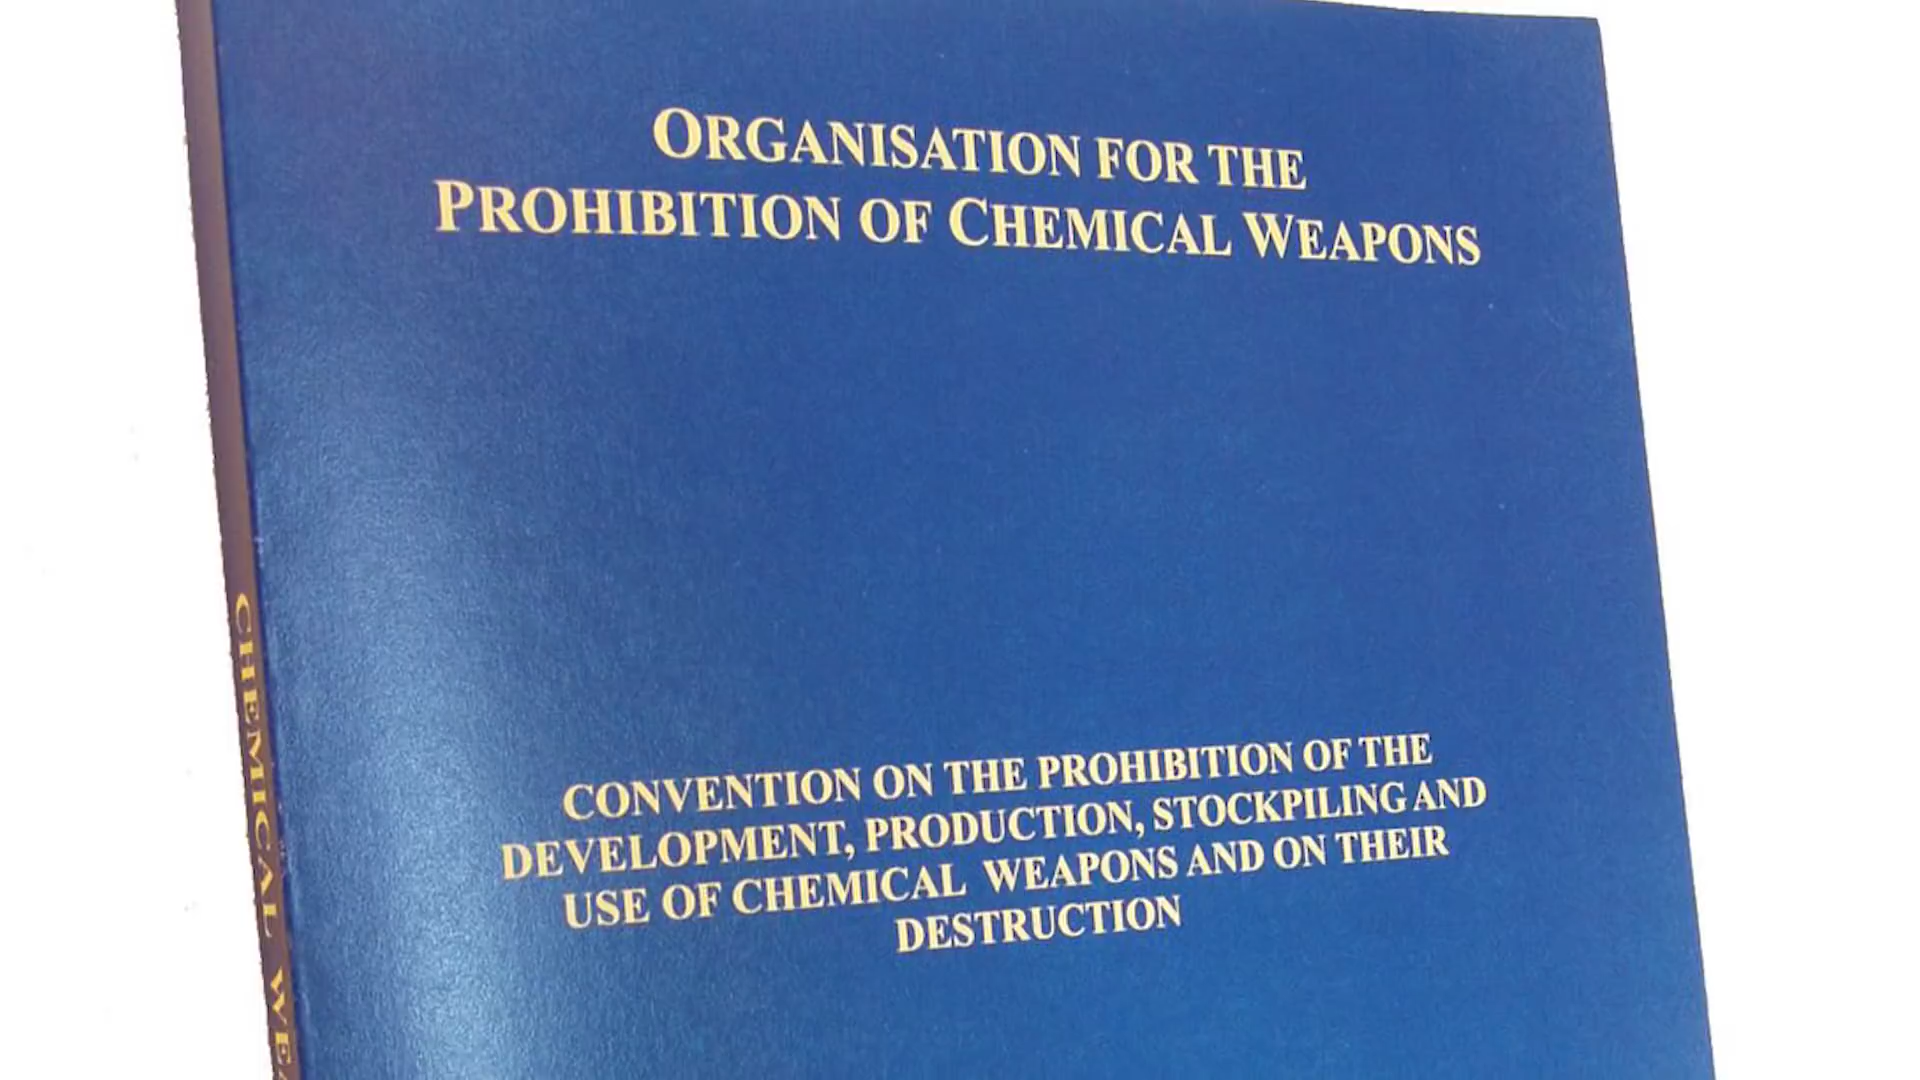 ORGANISATION FOR THE
PROHIBITION OF CHEMICAL WEAPONS
CONVENTION ON THE PROHIBITION OF THE
DEVELOPMENT, PRODUCTION, STOCKPILING AND
USE OF CHEMICAL WEAPONS AND ON THEIR
DESTRUCTION
CHEMICAL